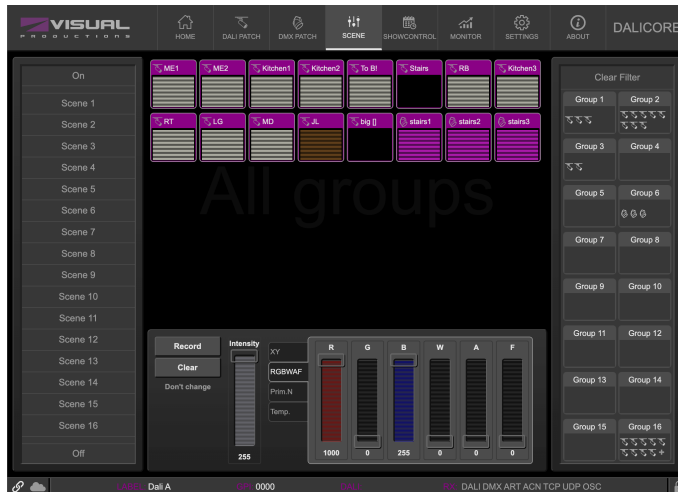 VISUAL
PRODUCTIONS
HOME
DALI PATCH
DMX PATCH
SCENE
SHOWCONTROL
MONITOR
SETTINGS
ABOUT
DALICORE
On
Scene 1
Scene 2
Scene 3
Scene 4
Scene 5
Scene 6
Scene 7
Scene 8
Scene 9
Scene 10
Scene 11
Scene 12
Scene 13
Scene 14
Scene 15
Scene 16
Off
ME1
ME2
Kitchen1
Kitchen2
To B!
Stairs
RB
Kitchen3
RT
LG
MD
JL
big []
stairs1
stairs2
stairs3
All groups
Record
Clear
Don't change
Intensity
255
XY
RGBWAF
Prim.N
Temp.
R G B W A F
1000 0 255 0 0 0
Clear Filter
Group 1 Group 2
Group 3 Group 4
Group 5 Group 6
Group 7 Group 8
Group 9 Group 10
Group 11 Group 12
Group 13 Group 14
Group 15 Group 16
+
Dali A
0000
DALI DMX ART ACN TCP UDP OSC